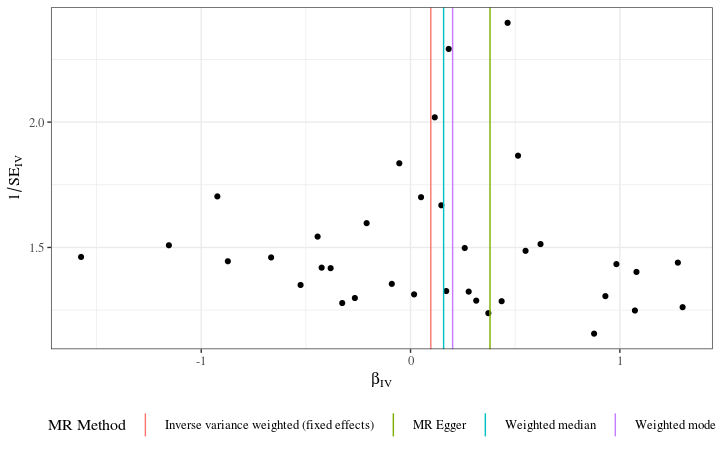 1/SE_IV
2.0
1.5
-1
0
1
β_IV
MR Method
Inverse variance weighted (fixed effects)
MR Egger
Weighted median
Weighted mode